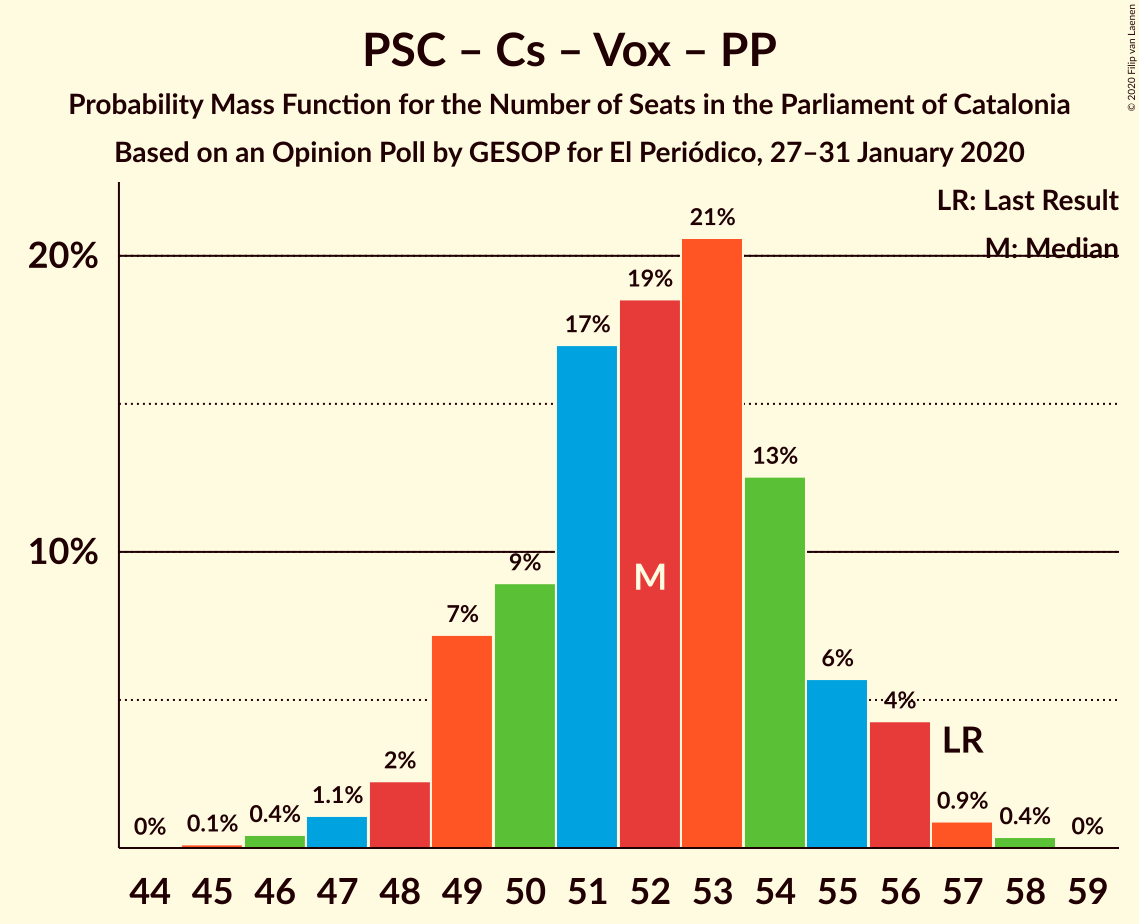 PSC – Cs – Vox – PP
Probability Mass Function for the Number of Seats in the Parliament of Catalonia
Based on an Opinion Poll by GESOP for El Periódico, 27–31 January 2020
© 2020 Filip van Laenen
LR: Last Result
M: Median
20%
10%
0%
0.1%
0.4%
1.1%
2%
7%
9%
17%
19%
21%
13%
6%
4%
0.9%
0.4%
0%
M
LR
44 45 46 47 48 49 50 51 52 53 54 55 56 57 58 59